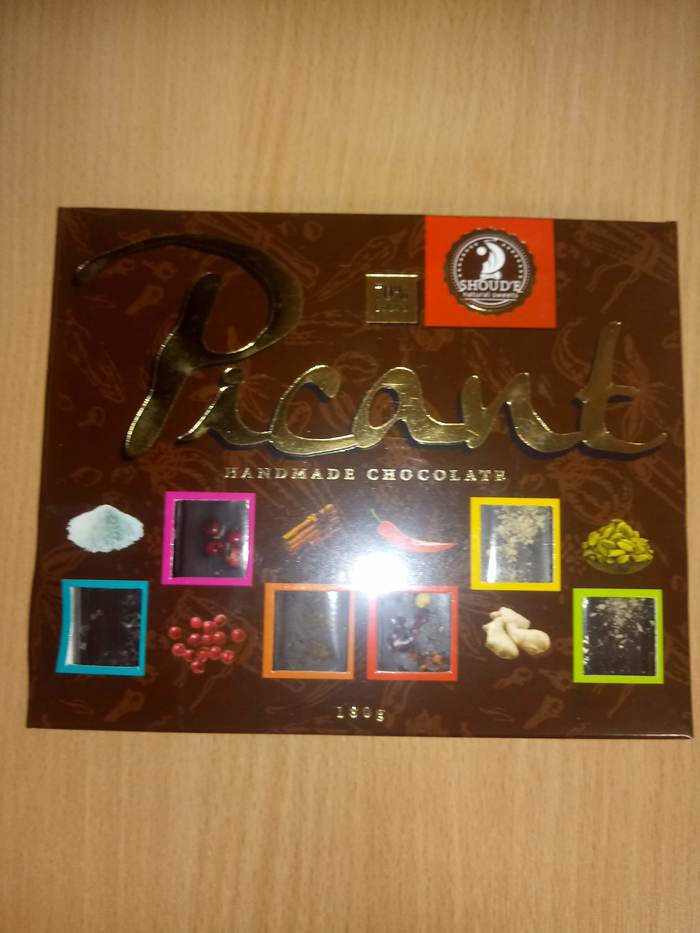 SHOUD'E
natural sweets
Picant
HANDMADE CHOCOLATE
180g